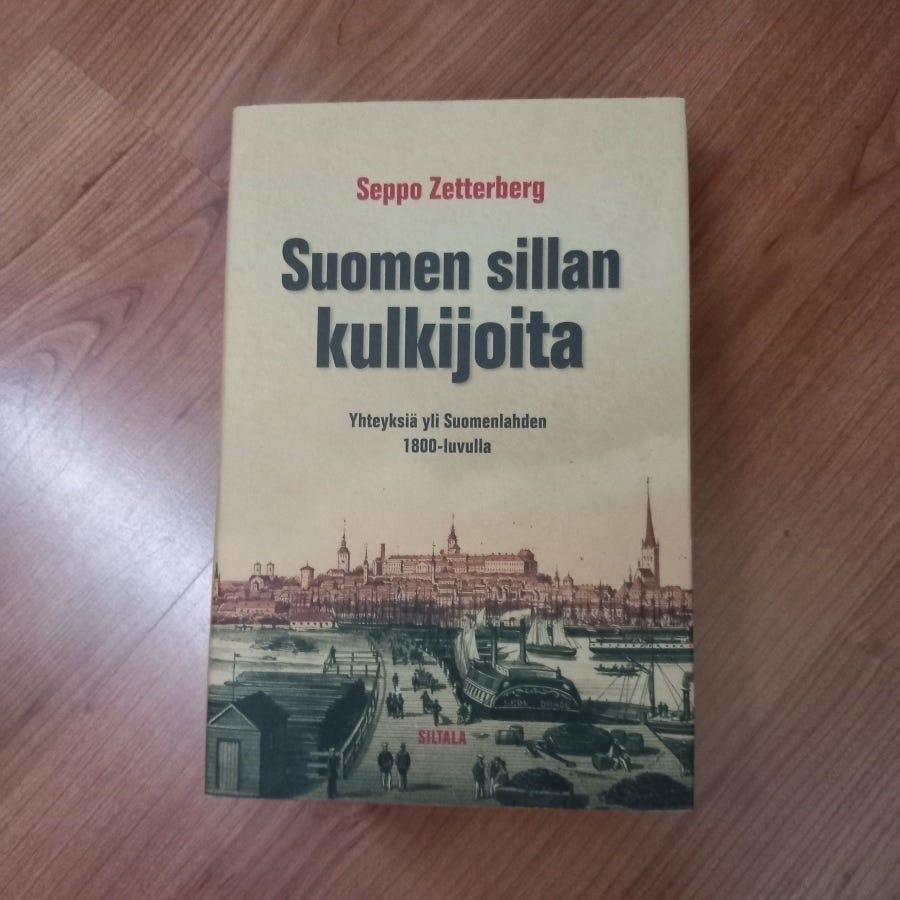 Seppo Zetterberg
Suomen sillan
kulkijoita
Yhteyksiä yli Suomenlahden
1800-luvulla
SILTALA